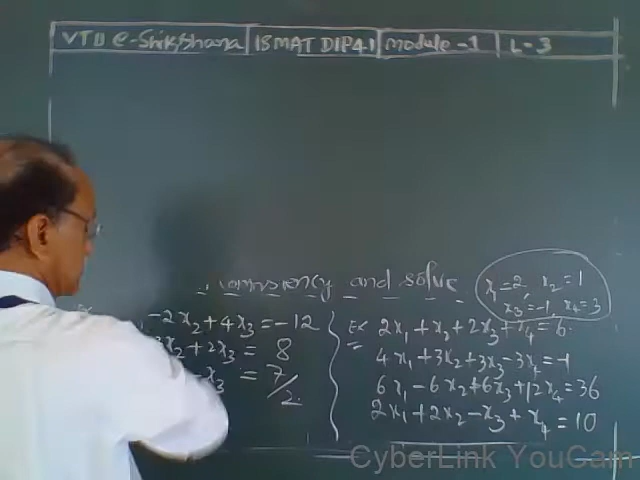 VTU e-Shikshana 18MAT DIP41 Module-1 L-3
consistency and solve
x₁=2 x₂=1
x₃=-1, x₄=3
-2x₂+4x₃=-12
x₂+2x₃= 8
x₃ = 7/2
Ex 2x₁+x₂+2x₃+x₄=6
4x₁+3x₂+3x₃-3x₄=-1
6x₁-6x₂+6x₃+12x₄=36
2x₁+2x₂-x₃+x₄=10
CyberLink YouCam